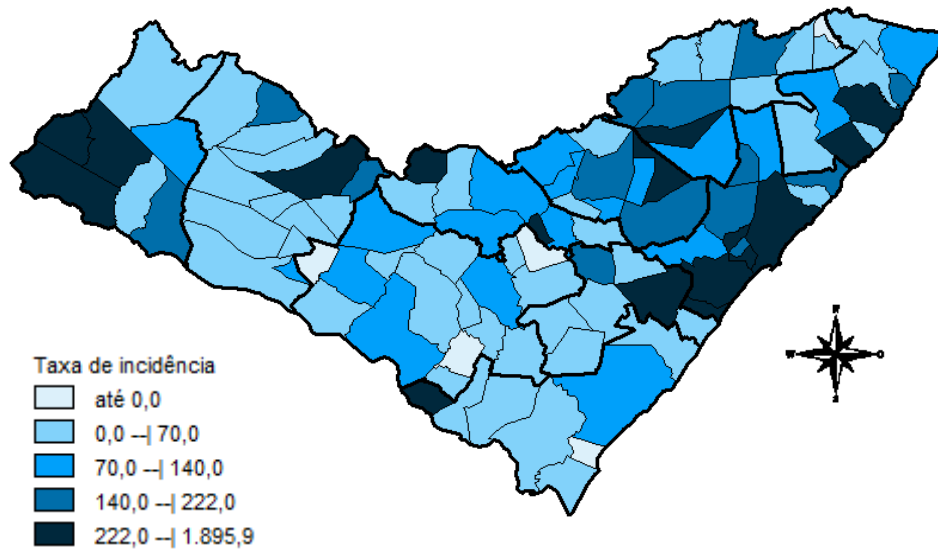 Taxa de incidência
até 0,0
0,0 --| 70,0
70,0 --| 140,0
140,0 --| 222,0
222,0 --| 1.895,9